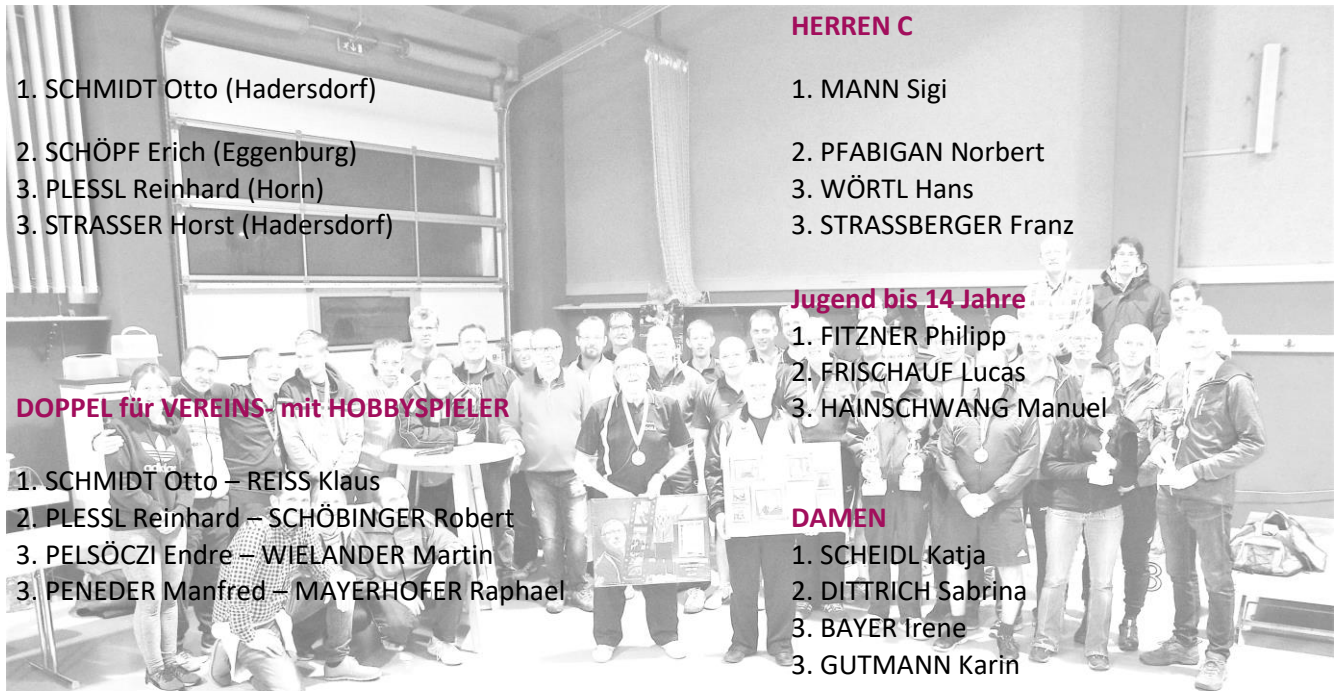 1. SCHMIDT Otto (Hadersdorf)
2. SCHÖPF Erich (Eggenburg)
3. PLESSL Reinhard (Horn)
3. STRASSER Horst (Hadersdorf)
DOPPEL für VEREINS- mit HOBBYSPIELER
1. SCHMIDT Otto – REISS Klaus
2. PLESSL Reinhard – SCHÖBINGER Robert
3. PELSÖCZI Endre – WIELANDER Martin
3. PENEDER Manfred – MAYERHOFER Raphael
HERREN C
1. MANN Sigi
2. PFABIGAN Norbert
3. WÖRTL Hans
3. STRASSBERGER Franz
Jugend bis 14 Jahre
1. FITZNER Philipp
2. FRISCHAUF Lucas
3. HAINSCHWANG Manuel
DAMEN
1. SCHEIDL Katja
2. DITTRICH Sabrina
3. BAYER Irene
3. GUTMANN Karin